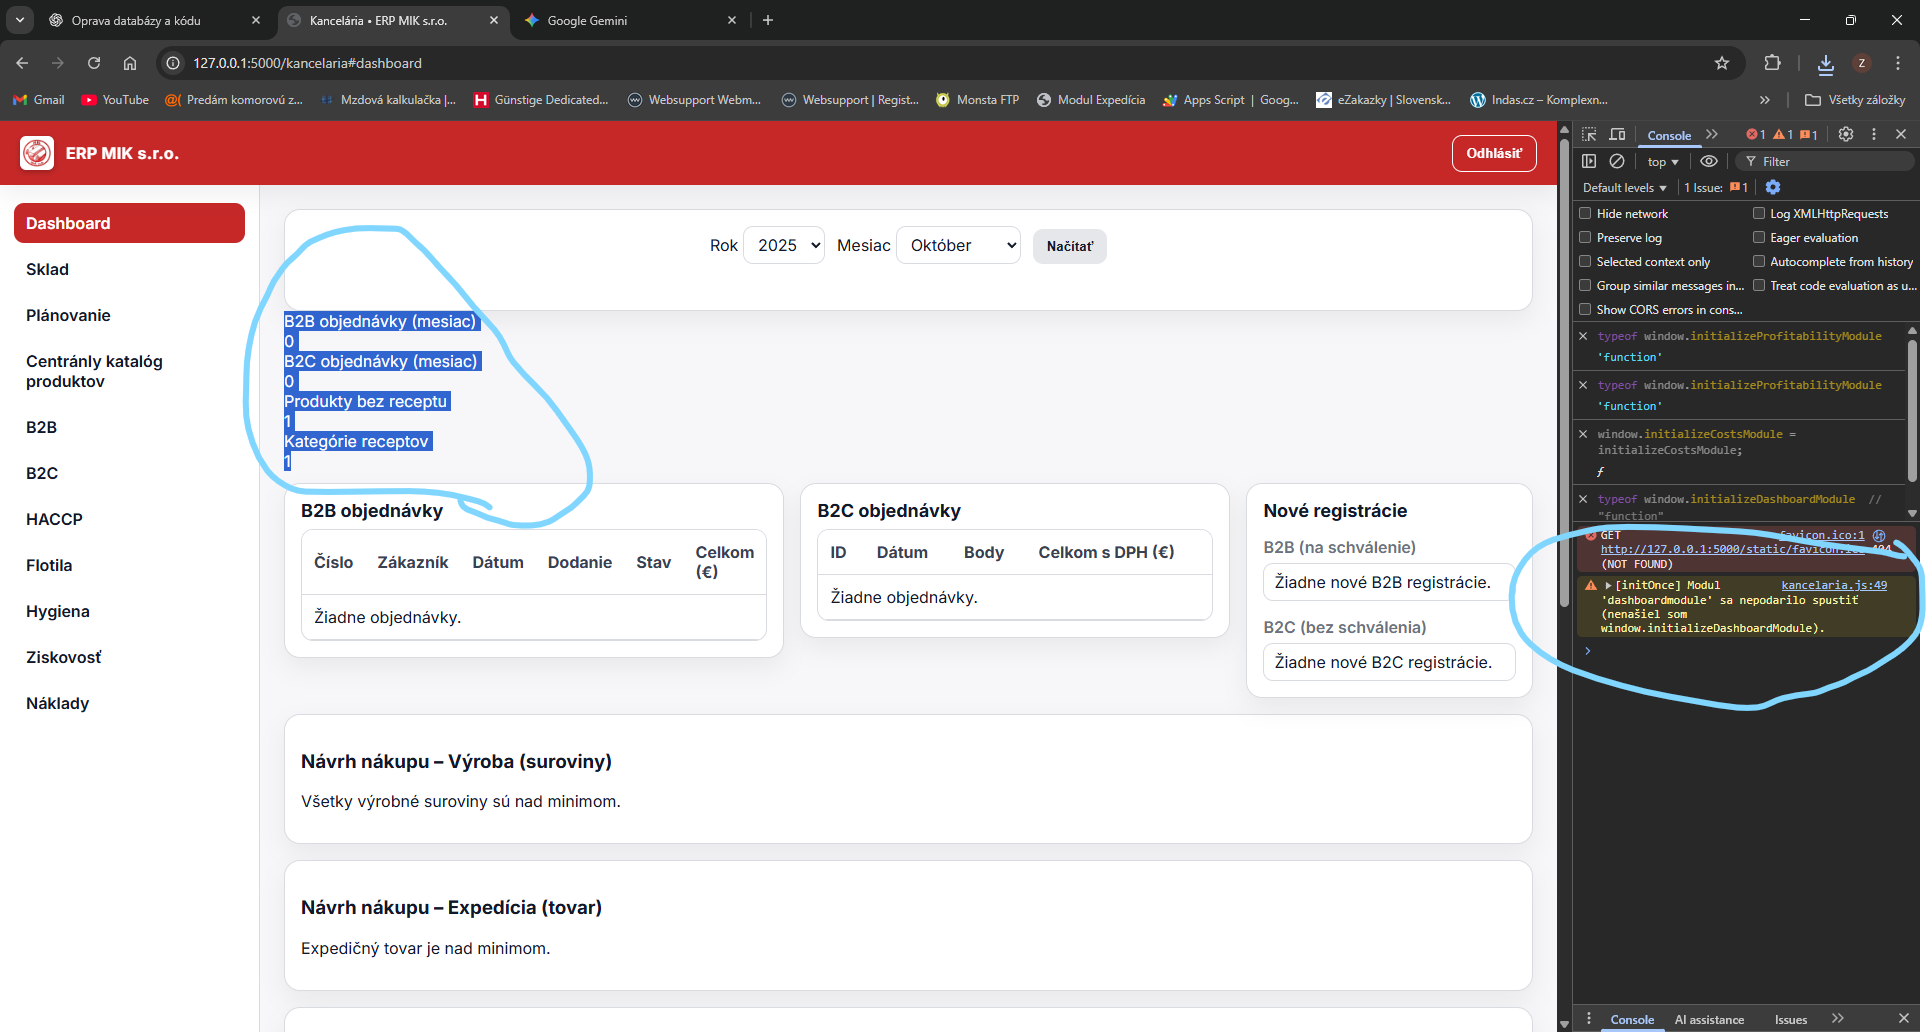 Oprava databázy a kódu
Kancelária • ERP MIK s.r.o.
Google Gemini
127.0.0.1:5000/kancelaria#dashboard
Z
Gmail
YouTube
Predám komorovú z...
Mzdová kalkulačka |...
Günstige Dedicated...
Websupport Webm...
Websupport | Regist...
Monsta FTP
Modul Expedícia
Apps Script | Goog...
eZakazky | Slovensk...
Indas.cz – Komplexn...
Všetky záložky
ERP MIK s.r.o.
Odhlásiť
Dashboard
Sklad
Plánovanie
Centránly katalóg
produktov
B2B
B2C
HACCP
Flotila
Hygiena
Ziskovosť
Náklady
Rok 2025 Mesiac Október Načítať
B2B objednávky (mesiac)
0
B2C objednávky (mesiac)
0
Produkty bez receptu
1
Kategórie receptov
1
B2B objednávky
Číslo Zákazník Dátum Dodanie Stav Celkom
(€)
Žiadne objednávky.
B2C objednávky
ID Dátum Body Celkom s DPH (€)
Žiadne objednávky.
Nové registrácie
B2B (na schválenie)
Žiadne nové B2B registrácie.
B2C (bez schválenia)
Žiadne nové B2C registrácie.
Návrh nákupu – Výroba (suroviny)
Všetky výrobné suroviny sú nad minimom.
Návrh nákupu – Expedícia (tovar)
Expedičný tovar je nad minimom.
Console 1 1 1
top Filter
Default levels 1 Issue: 1
Hide network Log XMLHttpRequests
Preserve log Eager evaluation
Selected context only Autocomplete from history
Group similar messages in... Treat code evaluation as u...
Show CORS errors in cons...
typeof window.initializeProfitabilityModule
'function'
typeof window.initializeProfitabilityModule
'function'
window.initializeCostsModule =
initializeCostsModule;
ƒ
typeof window.initializeDashboardModule //
"function"
GET favicon.ico:1
http://127.0.0.1:5000/static/favicon.ico 404
(NOT FOUND)
[initOnce] Modul kancelaria.js:49
'dashboardmodule' sa nepodarilo spustiť
(nenašiel som
window.initializeDashboardModule).
Console AI assistance Issues